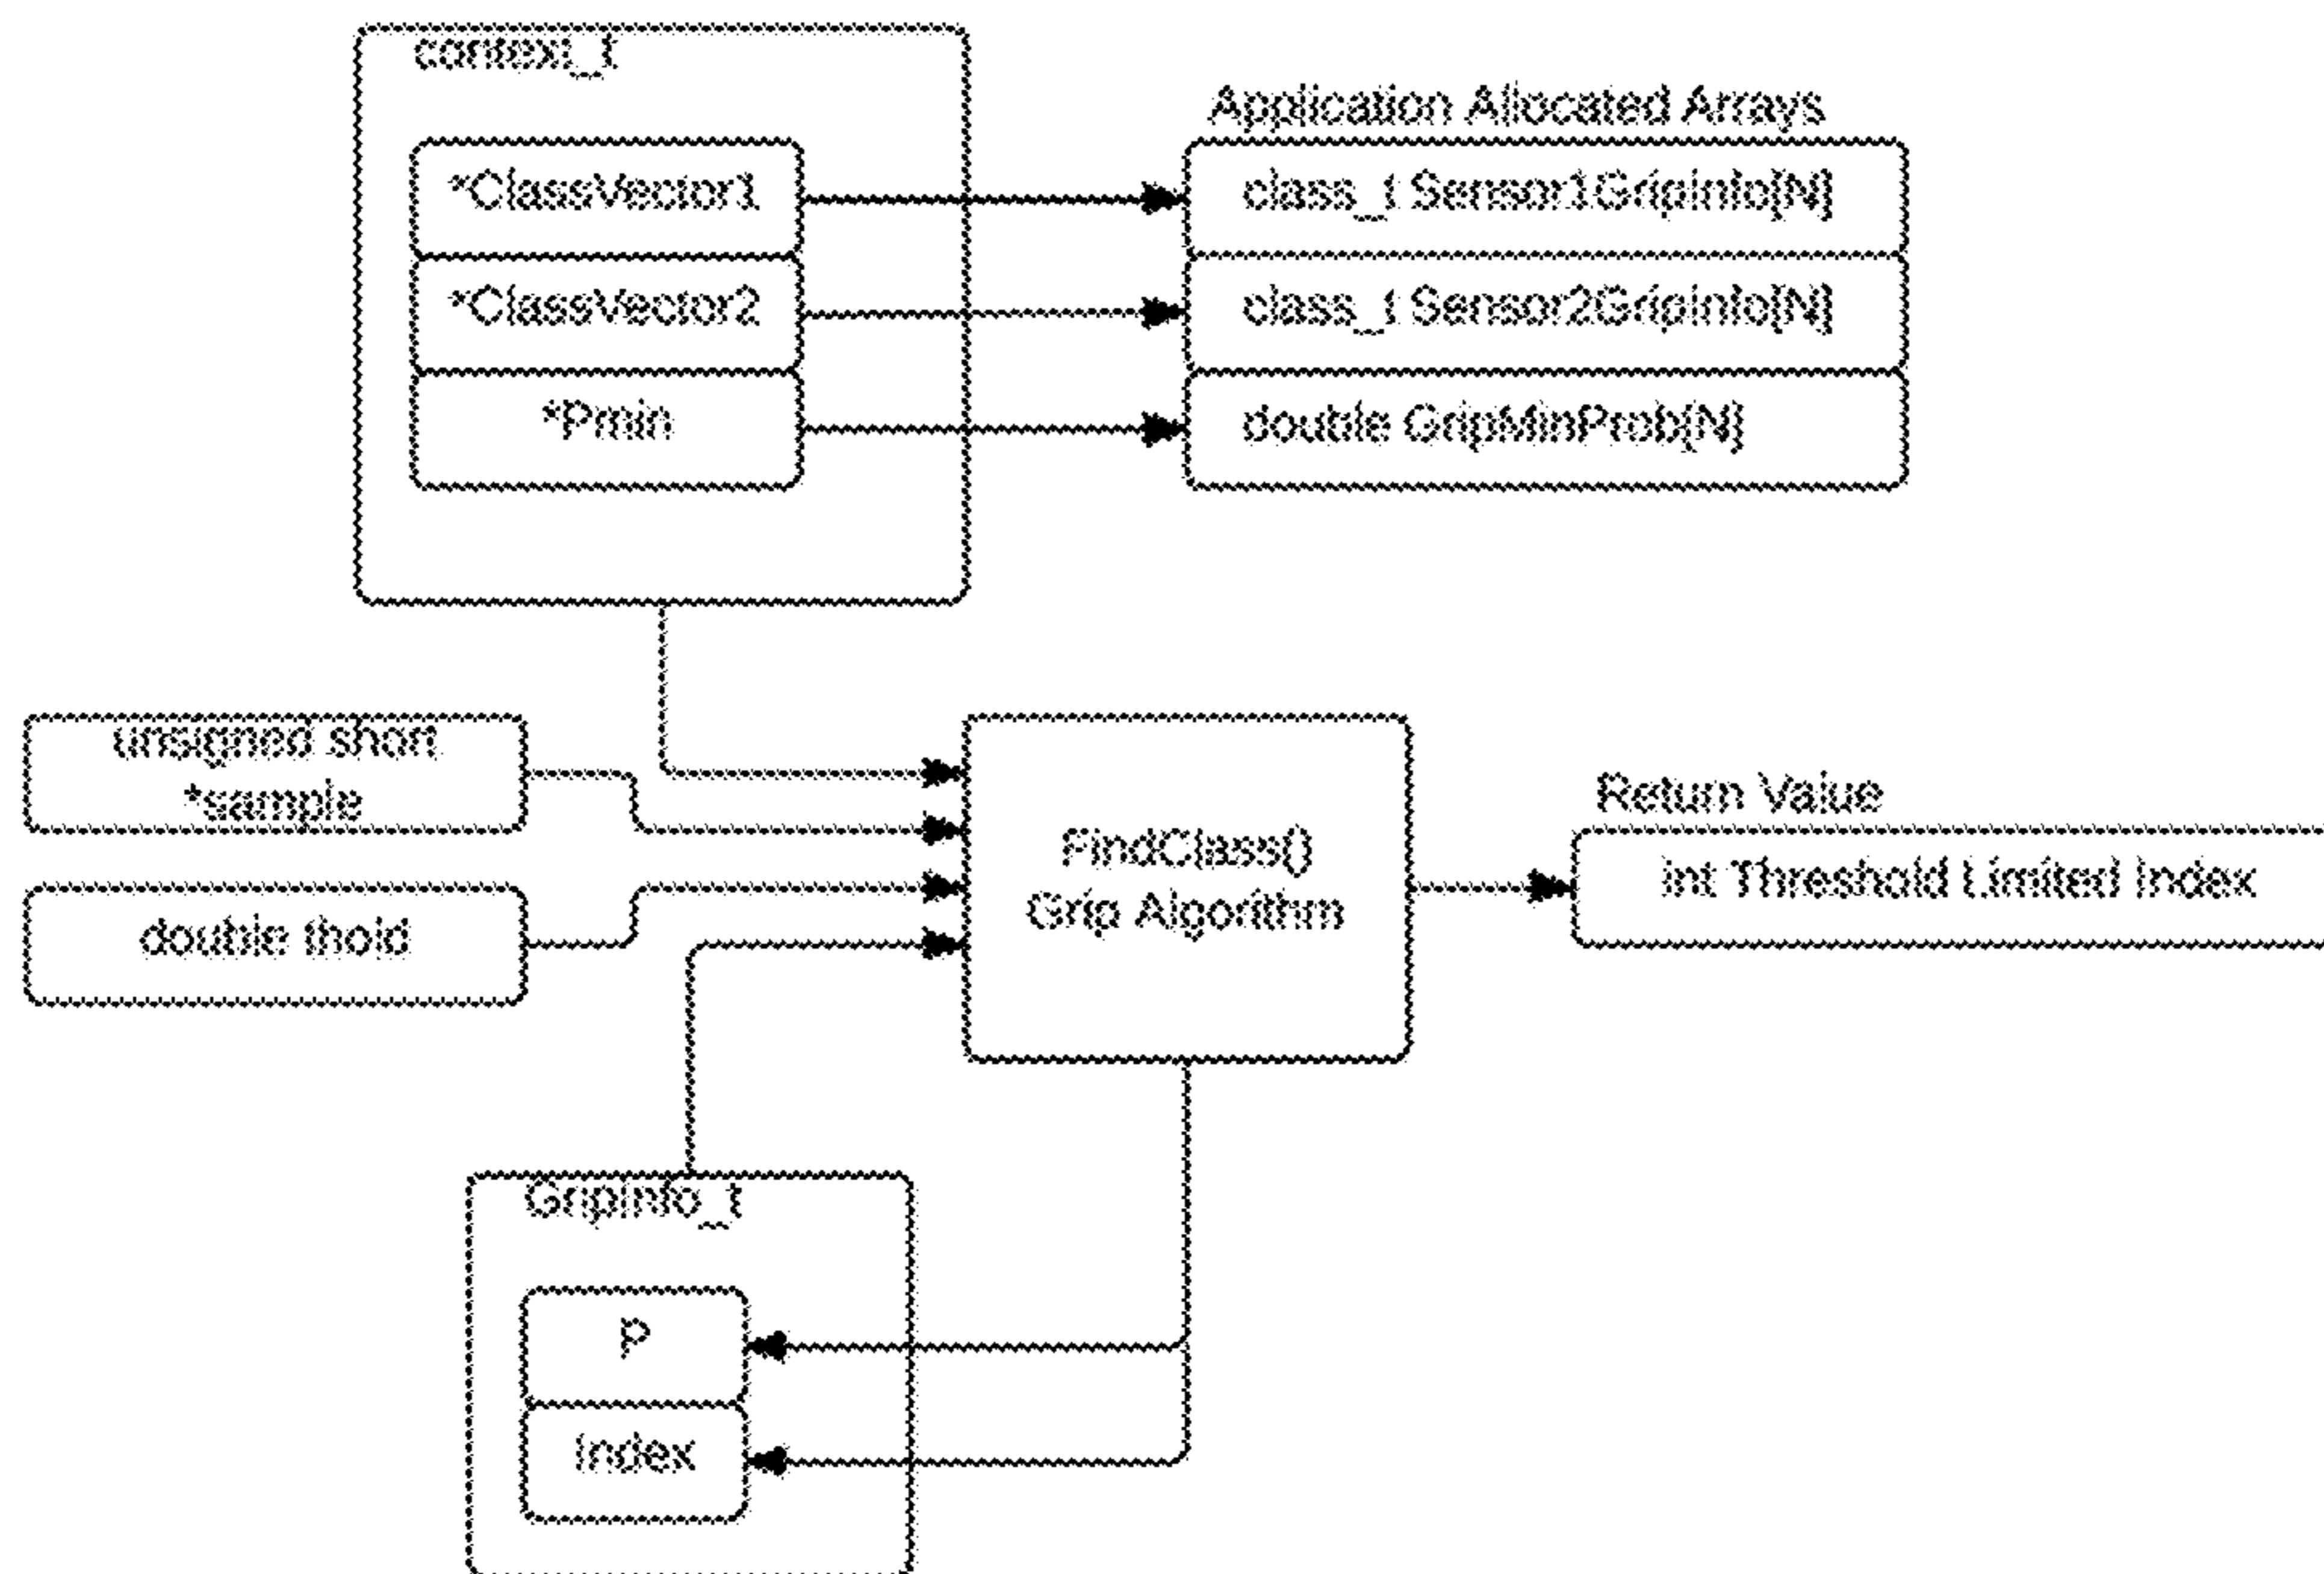 context_t
Application Allocated Arrays
*ClassVector1
class_t Sensor1GripInfo[N]
*ClassVector2
class_t Sensor2GripInfo[N]
*Pmin
double GripMinProb[N]
unsigned short
*sample
double thold
FindClass()
Grip Algorithm
Return Value
int Threshold Limited Index
GripInfo_t
P
Index